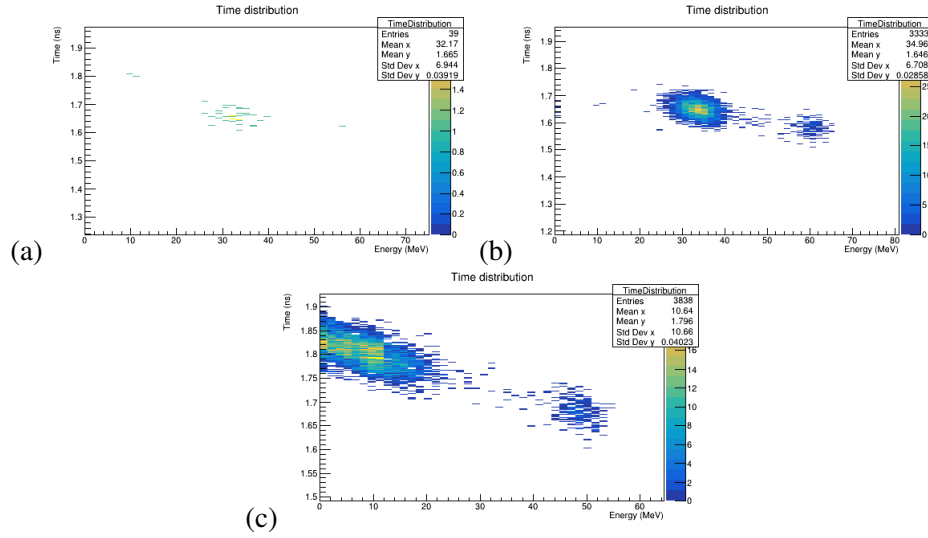 Time distribution
Time (ns)
TimeDistribution
Entries 39
Mean x 32.17
Mean y 1.665
Std Dev x 6.944
Std Dev y 0.03919
1.9
1.8
1.7
1.6
1.5
1.4
1.3
0 10 20 30 40 50 60 70
Energy (MeV)
1.4
1.2
1
0.8
0.6
0.4
0.2
0
(a)
Time distribution
Time (ns)
TimeDistribution
Entries 3333
Mean x 34.96
Mean y 1.646
Std Dev x 6.708
Std Dev y 0.02858
1.9
1.8
1.7
1.6
1.5
1.4
1.3
1.2
0 10 20 30 40 50 60 70 80
Energy (MeV)
25
20
15
10
5
0
(b)
Time distribution
Time (ns)
TimeDistribution
Entries 3838
Mean x 10.64
Mean y 1.796
Std Dev x 10.66
Std Dev y 0.04023
1.9
1.85
1.8
1.75
1.7
1.65
1.6
1.55
1.5
0 10 20 30 40 50 60
Energy (MeV)
16
14
12
10
8
6
4
2
0
(c)